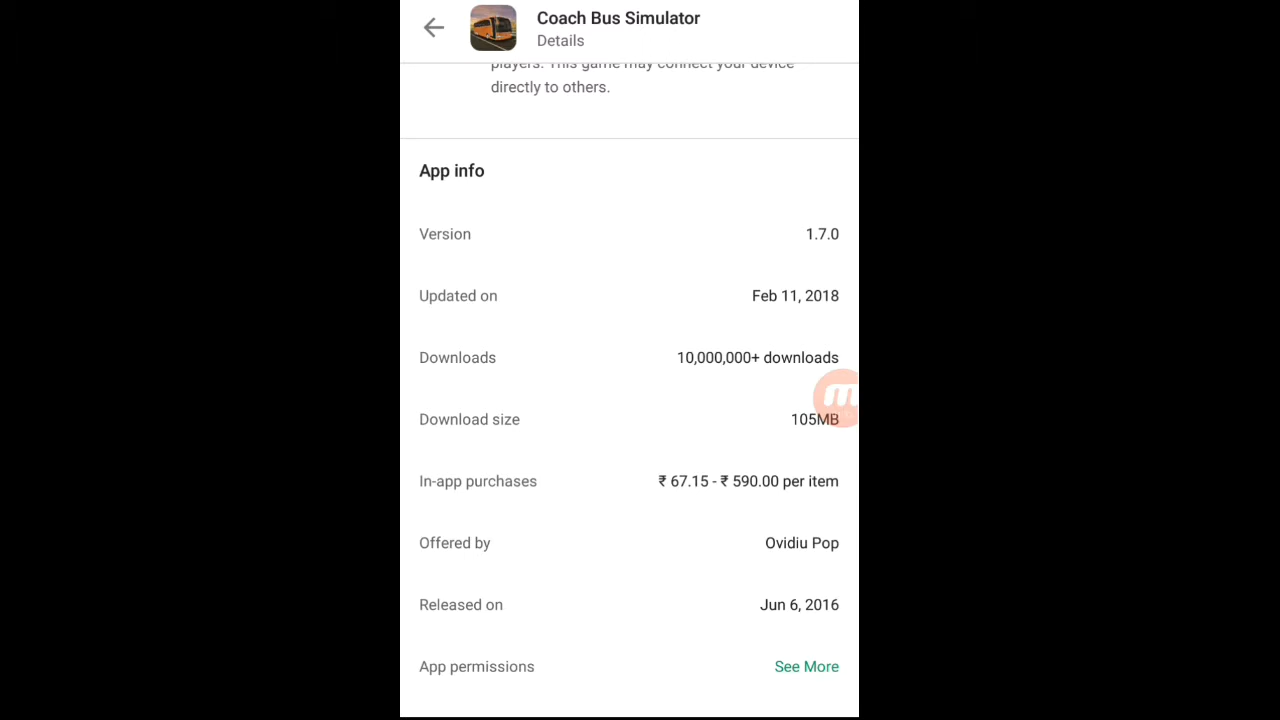 Coach Bus Simulator
Details
players. This game may connect your device
directly to others.
App info
Version 1.7.0
Updated on Feb 11, 2018
Downloads 10,000,000+ downloads
Download size 105MB
In-app purchases ₹ 67.15 - ₹ 590.00 per item
Offered by Ovidiu Pop
Released on Jun 6, 2016
App permissions See More